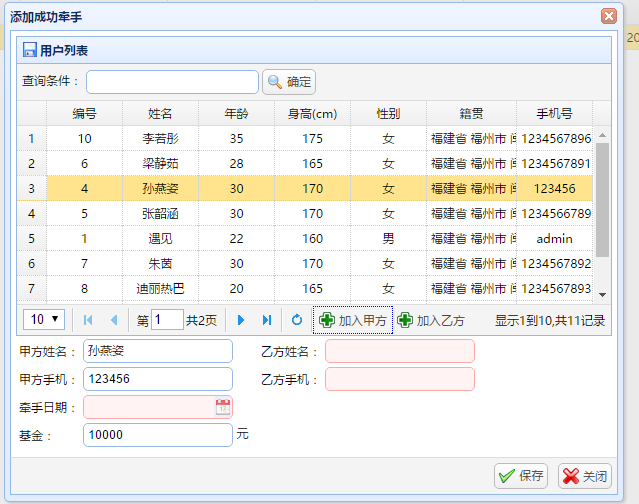 添加成功牵手
20
用户列表
查询条件： 确定
编号 姓名 年龄 身高(cm) 性别 籍贯 手机号
1 10 李若彤 35 175 女 福建省 福州市 1234567896
2 6 梁静茹 28 165 女 福建省 福州市 1234567891
3 4 孙燕姿 30 170 女 福建省 福州市 123456
4 5 张韶涵 30 170 女 福建省 福州市 1234566789
5 1 遇见 22 160 男 福建省 福州市 admin
6 7 朱茵 30 170 女 福建省 福州市 1234567892
7 8 迪丽热巴 20 165 女 福建省 福州市 1234567893
10 第 1 共2页 加入甲方 加入乙方 显示1到10,共11记录
甲方姓名： 孙燕姿 乙方姓名：
甲方手机： 123456 乙方手机：
牵手日期：
基金： 10000 元
保存 关闭